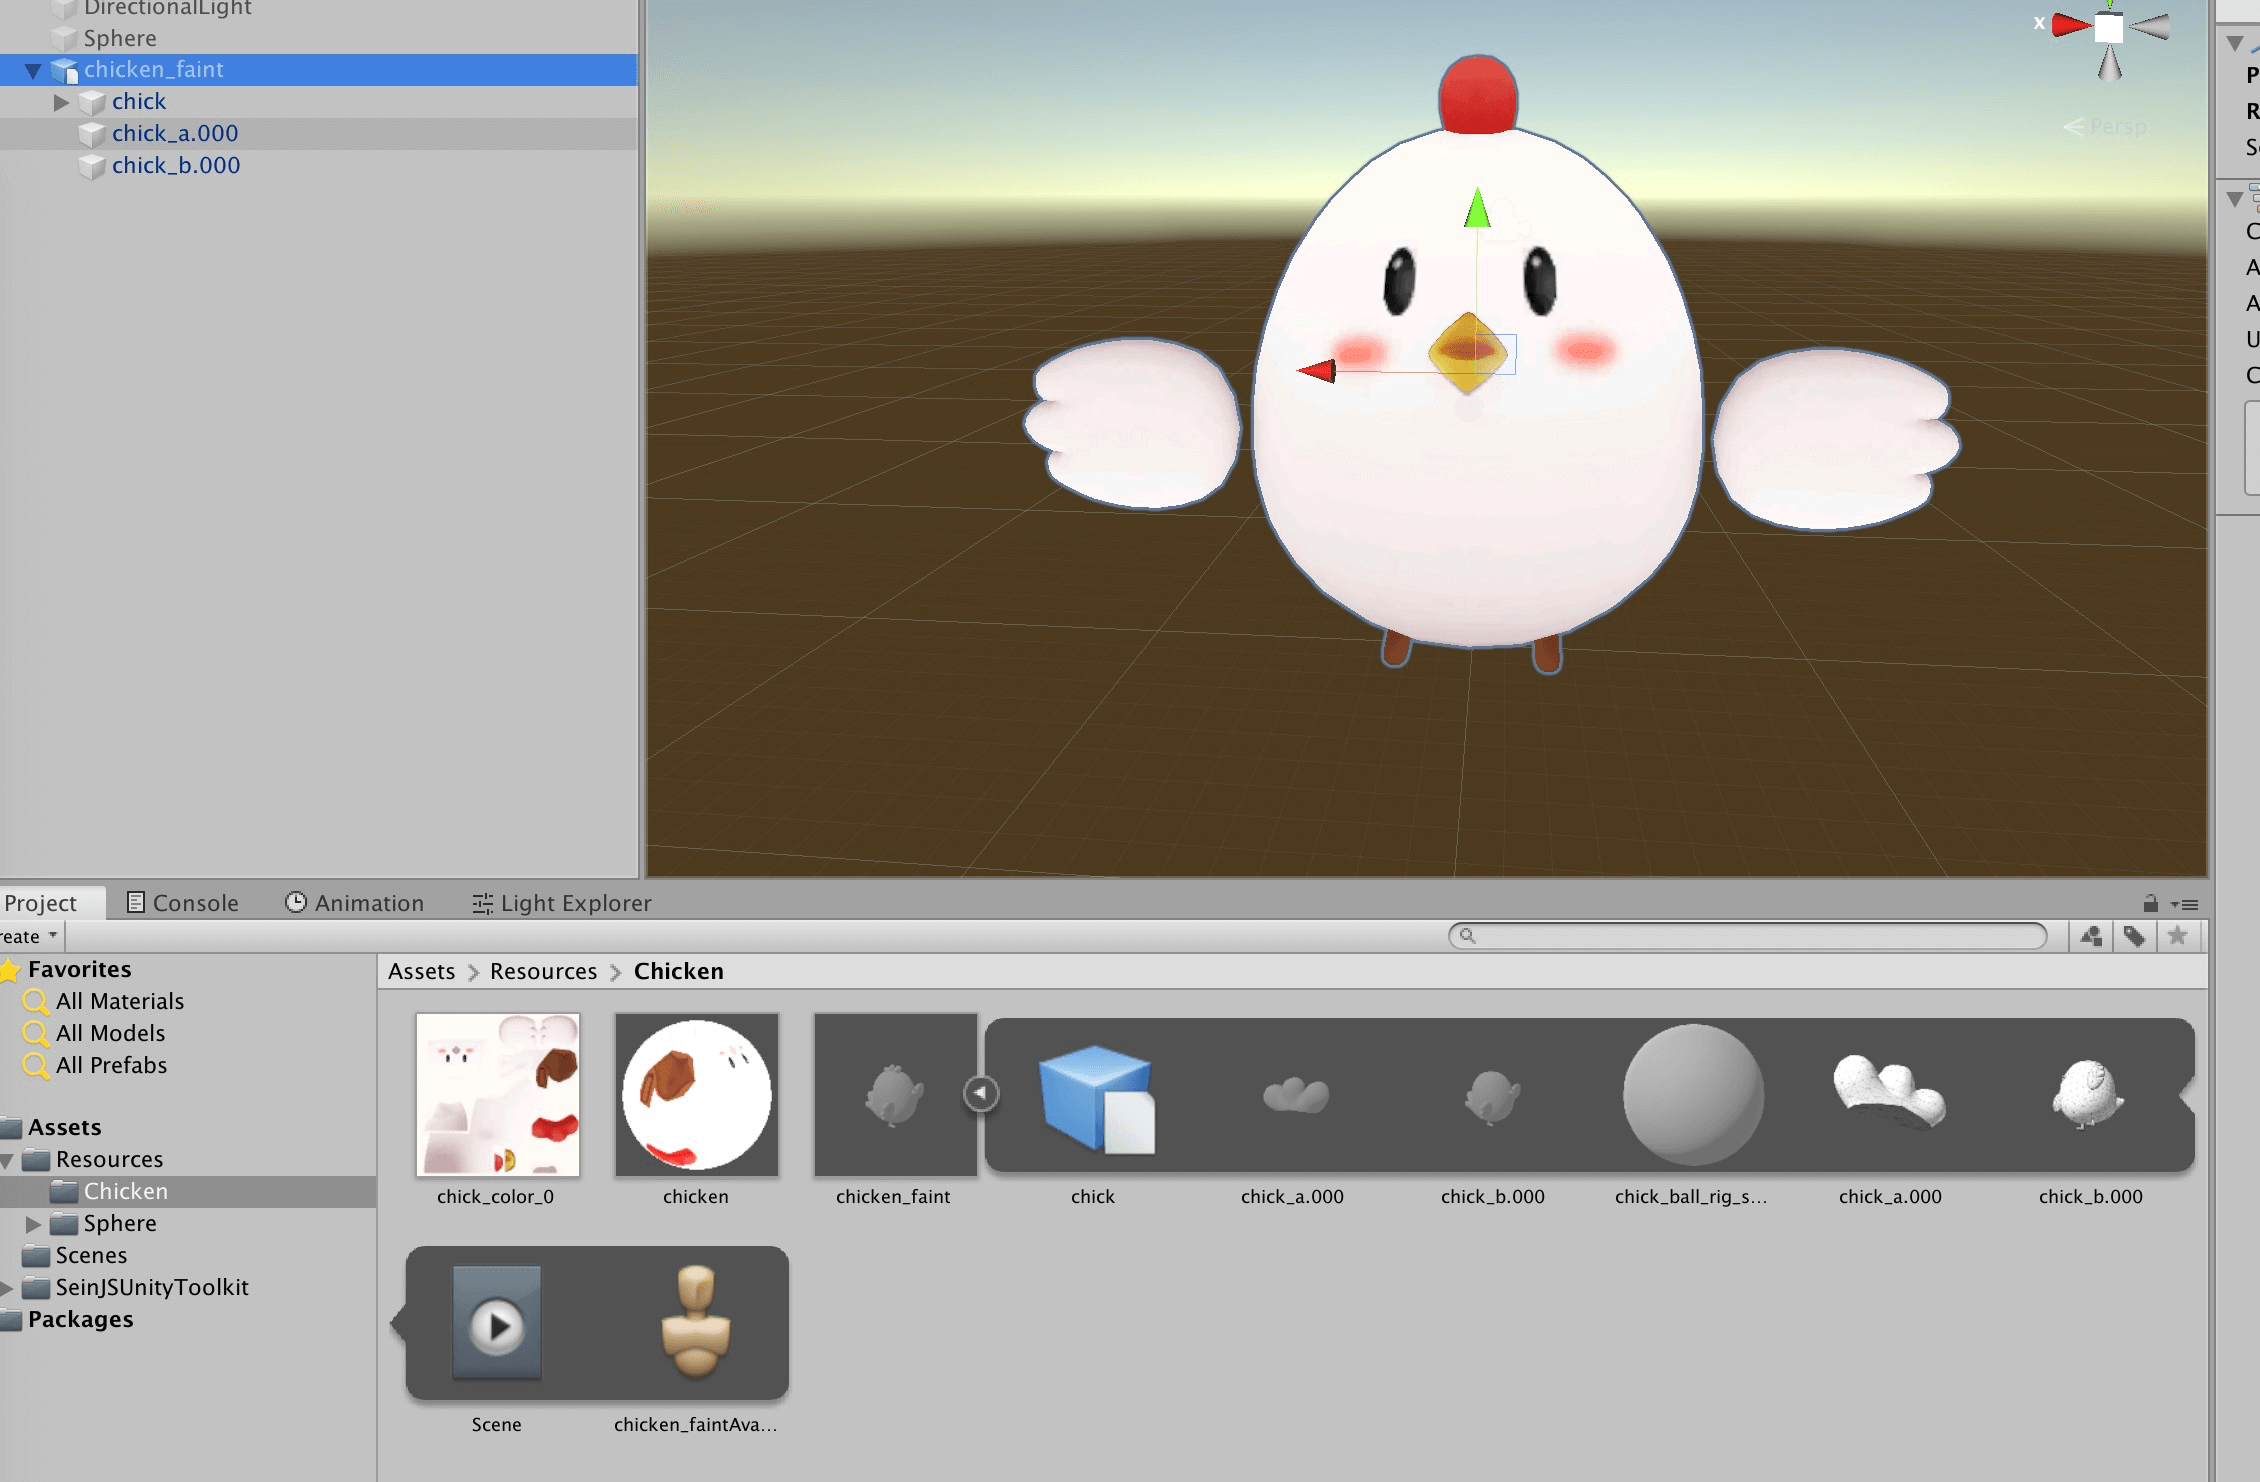 DirectionalLight
Sphere
chicken_faint
chick
chick_a.000
chick_b.000
x
Persp
P
R
C
A
A
U
C
Project
Console
Animation
Light Explorer
reate
Favorites
All Materials
All Models
All Prefabs
Assets
Resources
Chicken
Sphere
Scenes
SeinJSUnityToolkit
Packages
Assets
Resources
Chicken
chick_color_0
chicken
chicken_faint
chick
chick_a.000
chick_b.000
chick_ball_rig_s...
chick_a.000
chick_b.000
Scene
chicken_faintAva...